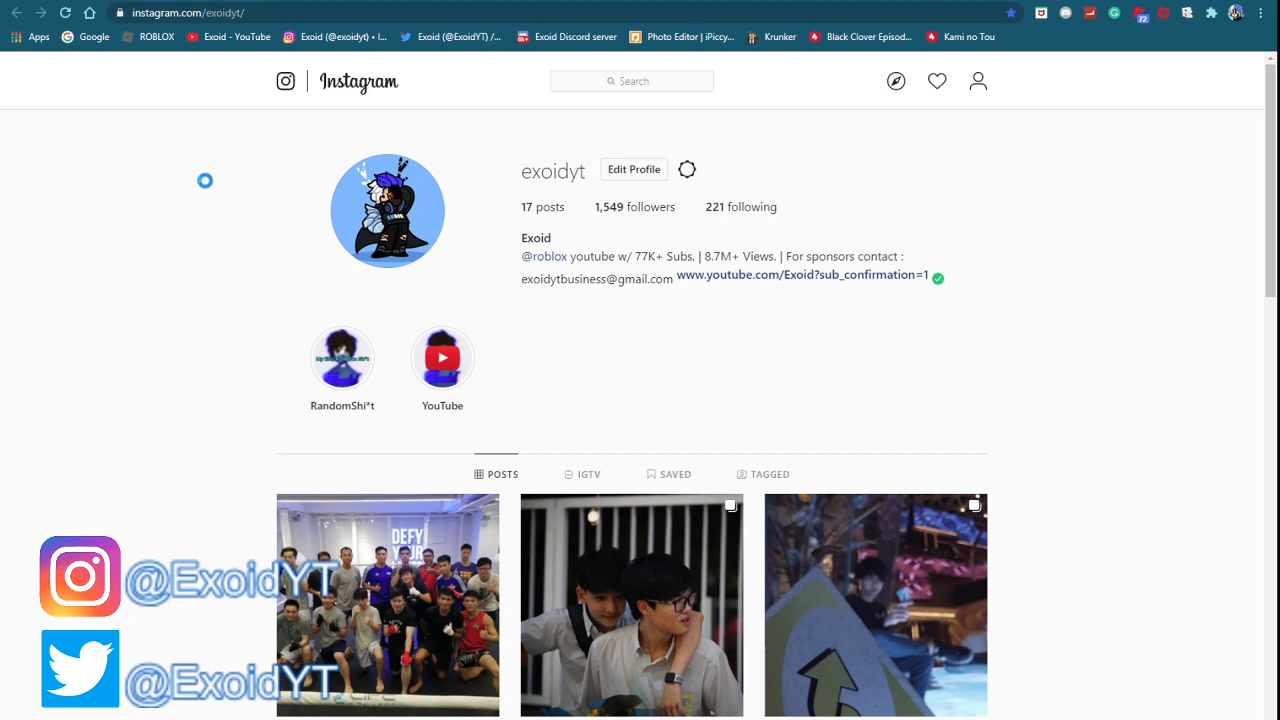 instagram.com/exoidyt/
72
Apps Google ROBLOX Exoid - YouTube Exoid (@exoidyt) • I... Exoid (@ExoidYT) /... Exoid Discord server Photo Editor | iPiccy... Krunker Black Clover Episod... Kami no Tou
Instagram Search
exoidyt Edit Profile
17 posts 1,549 followers 221 following
Exoid
@roblox youtube w/ 77K+ Subs. | 8.7M+ Views. | For sponsors contact :
exoidytbusiness@gmail.com www.youtube.com/Exoid?sub_confirmation=1
RandomShi*t YouTube
POSTS IGTV SAVED TAGGED
DEFY
YOUR
@ExoidYT
@ExoidYT